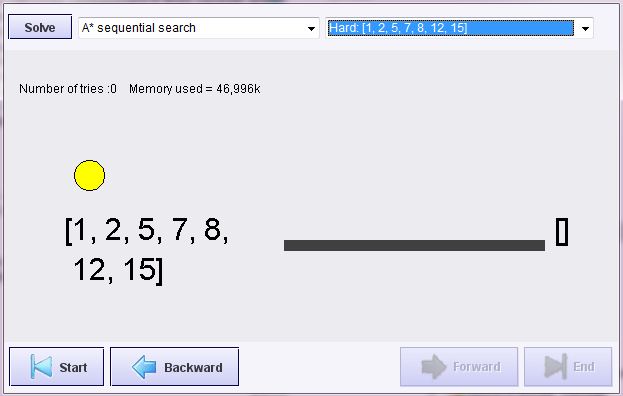 Solve A* sequential search Hard: [1, 2, 5, 7, 8, 12, 15]
Number of tries :0 Memory used = 46,996k
[1, 2, 5, 7, 8, []
12, 15]
Start Backward Forward End